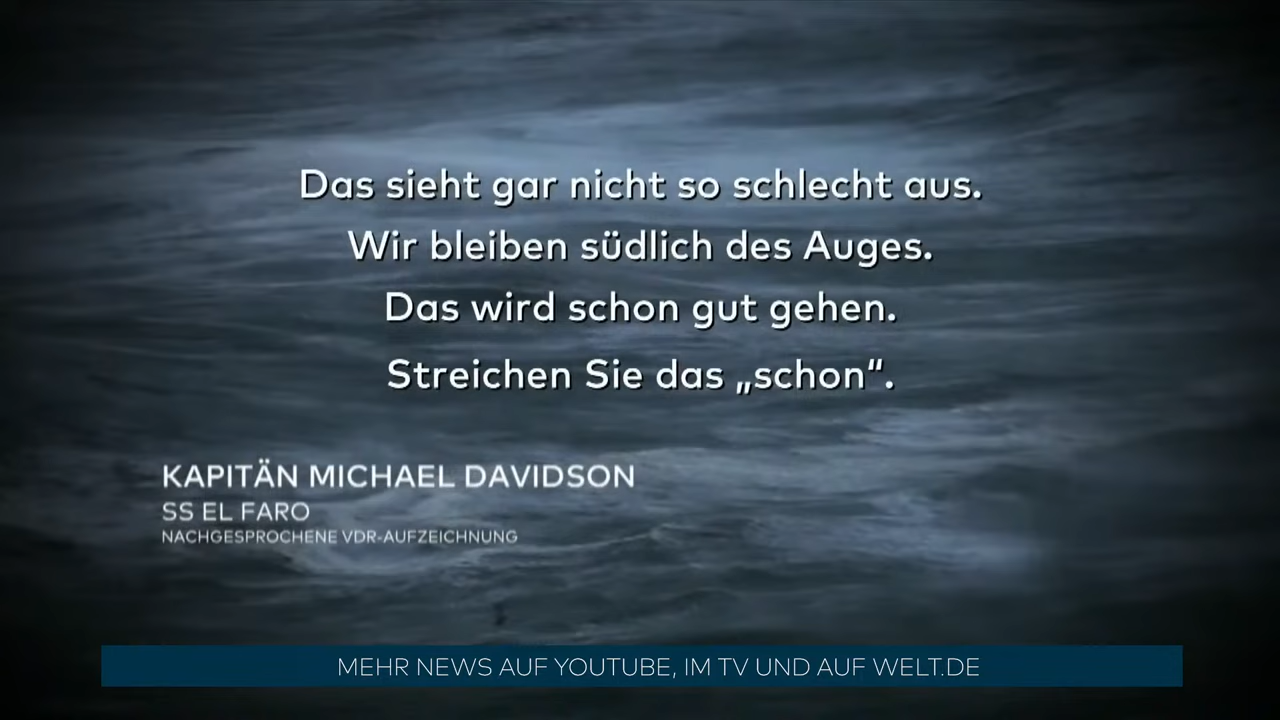 Das sieht gar nicht so schlecht aus.
Wir bleiben südlich des Auges.
Das wird schon gut gehen.
Streichen Sie das „schon“.
KAPITÄN MICHAEL DAVIDSON
SS EL FARO
NACHGESPROCHENE VDR-AUFZEICHNUNG
MEHR NEWS AUF YOUTUBE, IM TV UND AUF WELT.DE